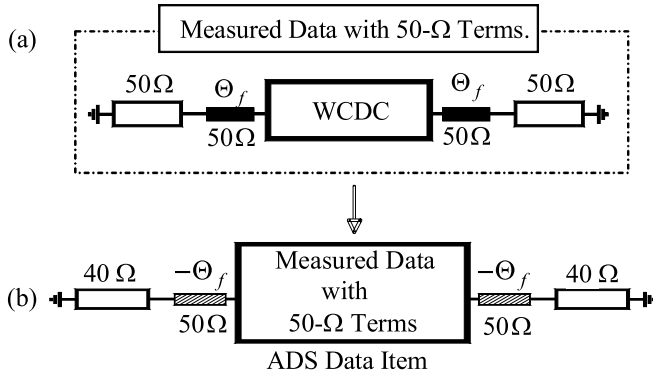 (a)
Measured Data with 50-Ω Terms.
50Ω
Θf
50Ω
WCDC
Θf
50Ω
50Ω
(b)
40 Ω
−Θf
50Ω
Measured Data
with
50-Ω Terms
−Θf
50Ω
40 Ω
ADS Data Item